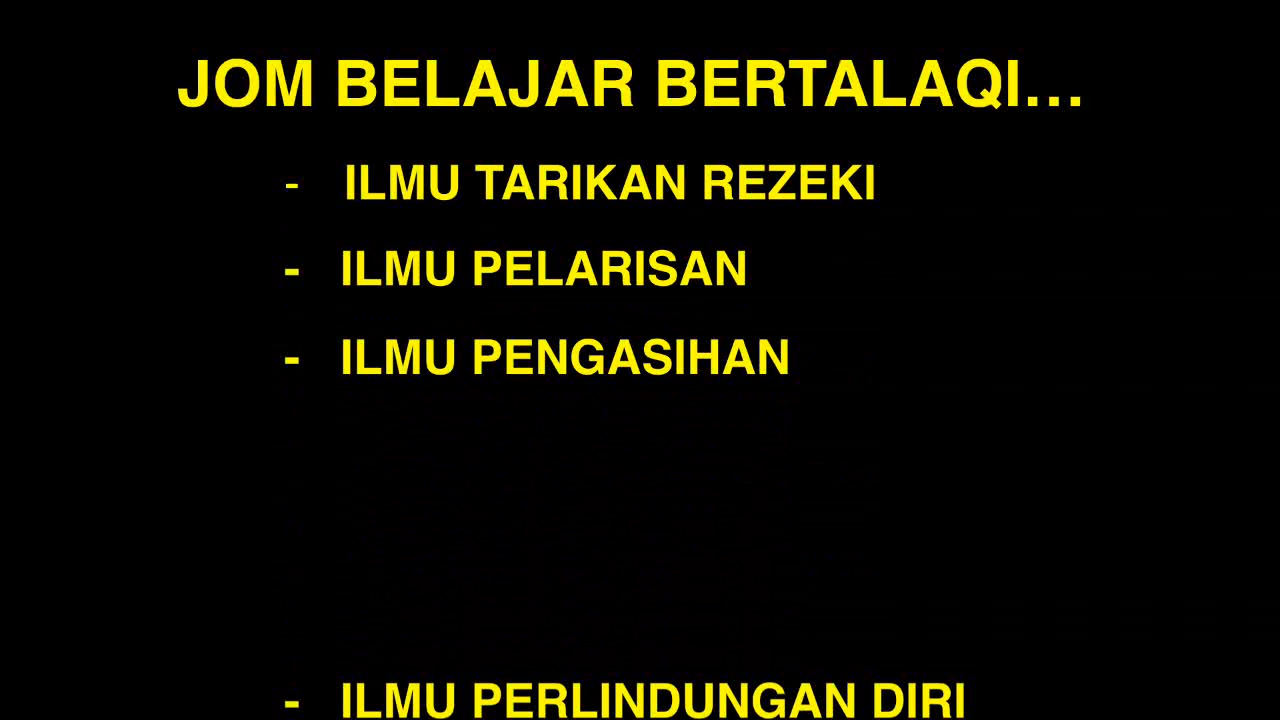 JOM BELAJAR BERTALAQI...
- ILMU TARIKAN REZEKI
- ILMU PELARISAN
- ILMU PENGASIHAN
- ILMU PERLINDUNGAN DIRI